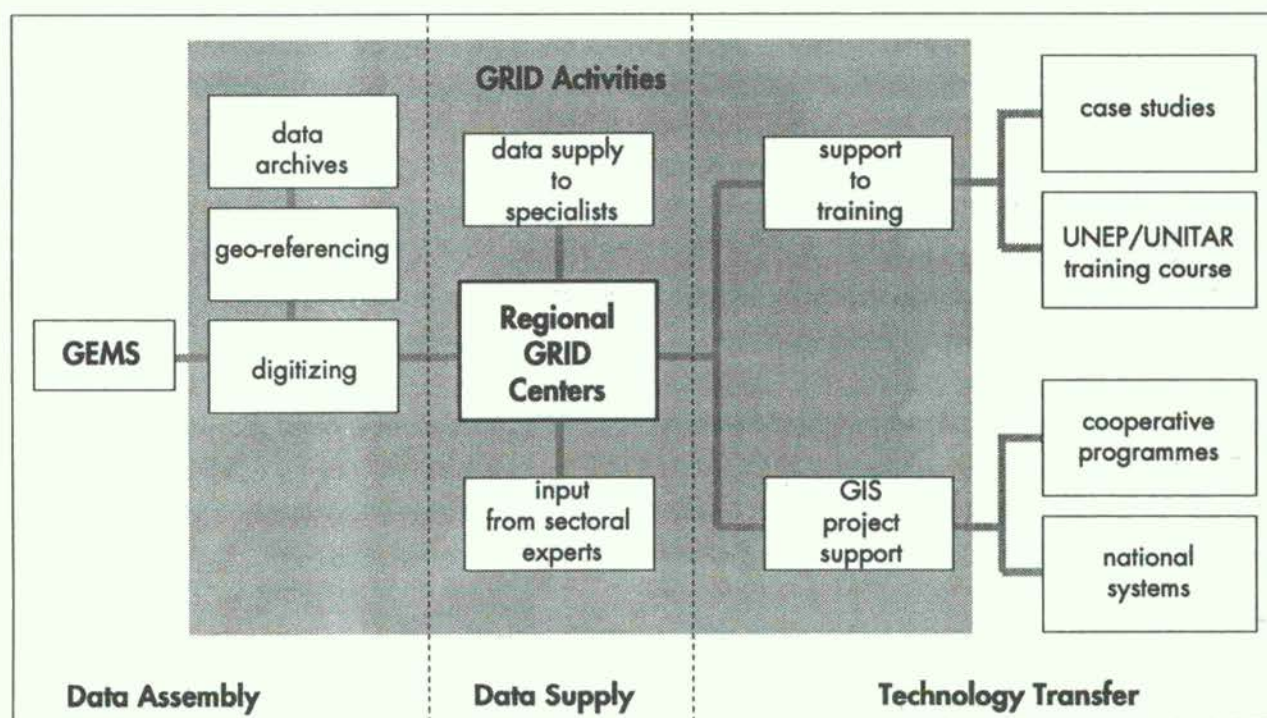 GRID Activities
data
archives
geo-referencing
digitizing
GEMS
data supply
to
specialists
Regional
GRID
Centers
input
from sectoral
experts
support
to
training
GIS
project
support
case studies
UNEP/UNITAR
training course
cooperative
programmes
national
systems
Data Assembly
Data Supply
Technology Transfer